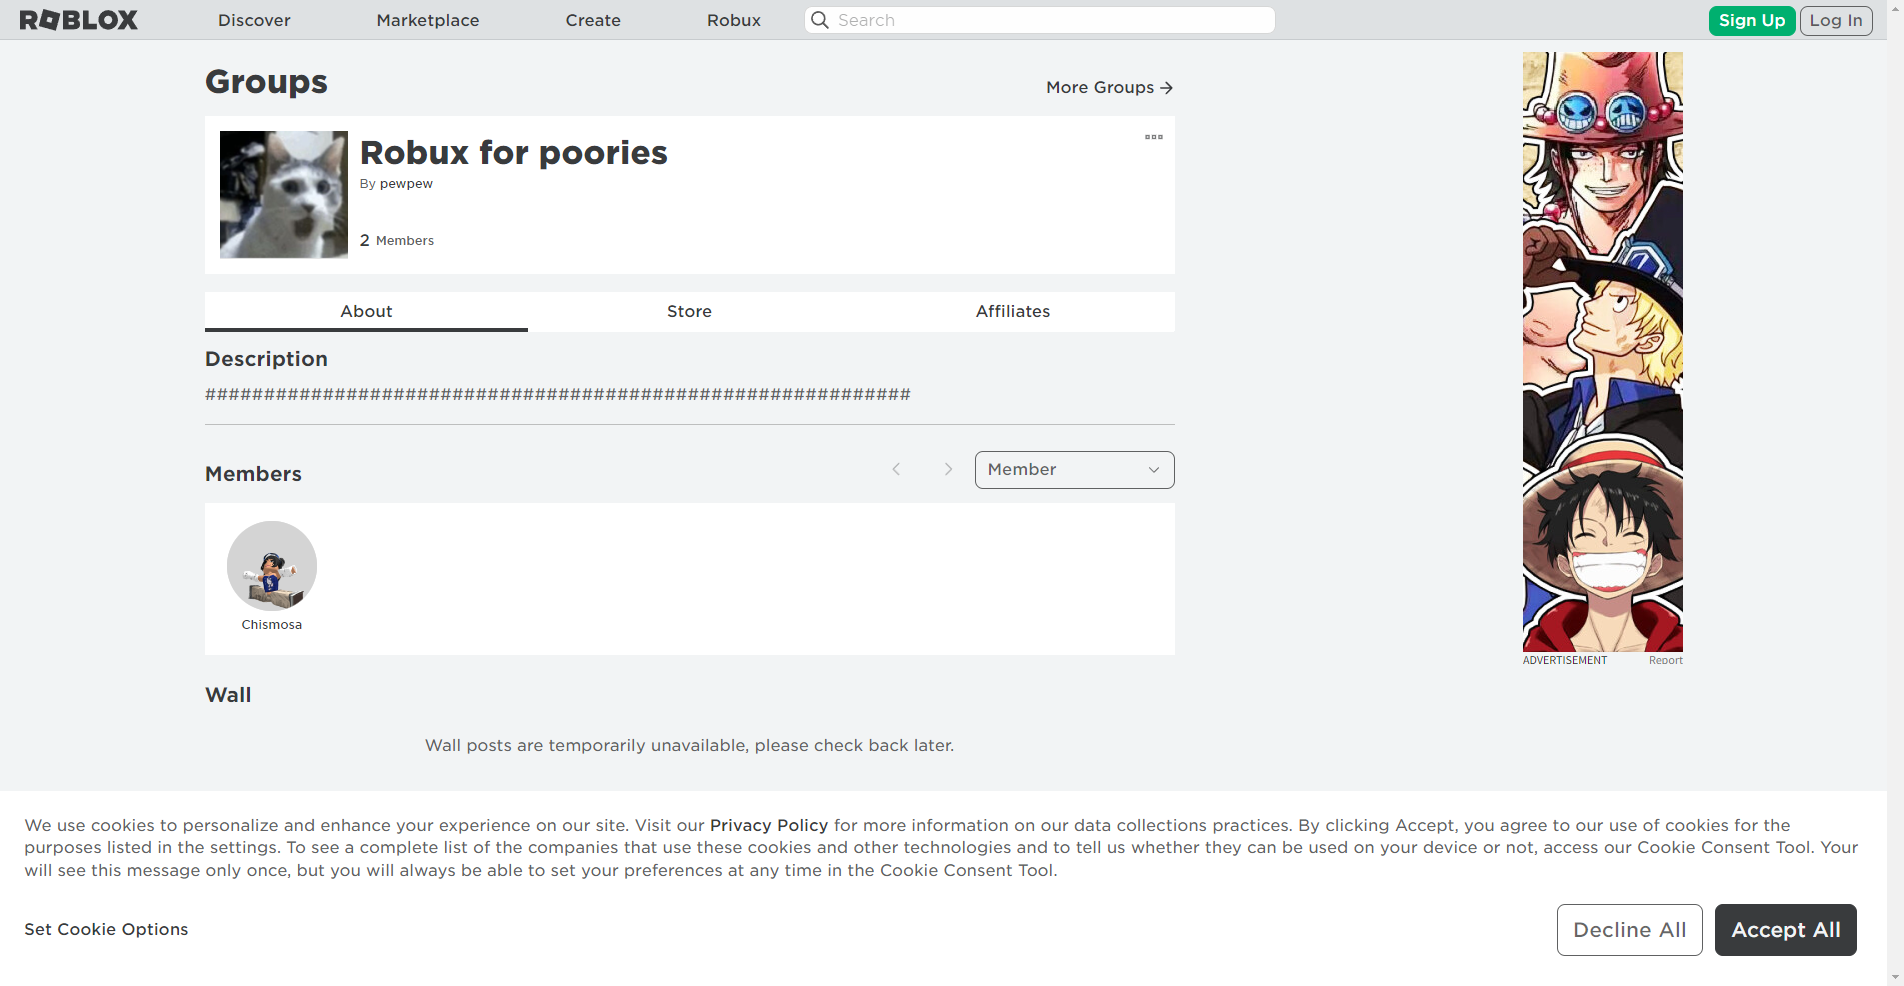 ROBLOX Discover Marketplace Create Robux Search Sign Up Log In
Groups
More Groups →
Robux for poories
By pewpew
2 Members
About Store Affiliates
Description
############################################################
Members
Member
Chismosa
Wall
Wall posts are temporarily unavailable, please check back later.
ADVERTISEMENT Report
We use cookies to personalize and enhance your experience on our site. Visit our Privacy Policy for more information on our data collections practices. By clicking Accept, you agree to our use of cookies for the
purposes listed in the settings. To see a complete list of the companies that use these cookies and other technologies and to tell us whether they can be used on your device or not, access our Cookie Consent Tool. Your
will see this message only once, but you will always be able to set your preferences at any time in the Cookie Consent Tool.
Set Cookie Options
Decline All Accept All